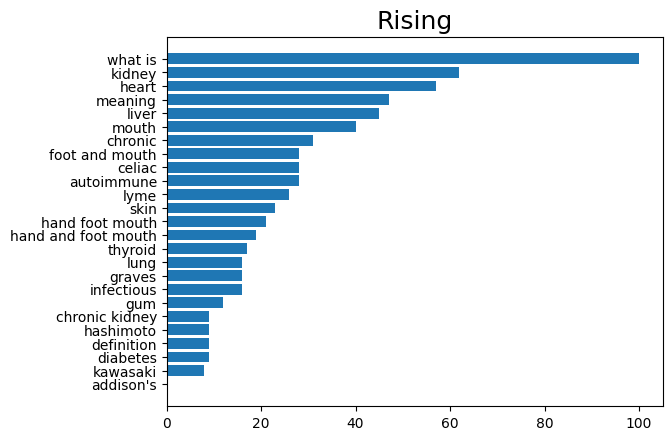 Rising
what is
kidney
heart
meaning
liver
mouth
chronic
foot and mouth
celiac
autoimmune
lyme
skin
hand foot mouth
hand and foot mouth
thyroid
lung
graves
infectious
gum
chronic kidney
hashimoto
definition
diabetes
kawasaki
addison's
0 20 40 60 80 100